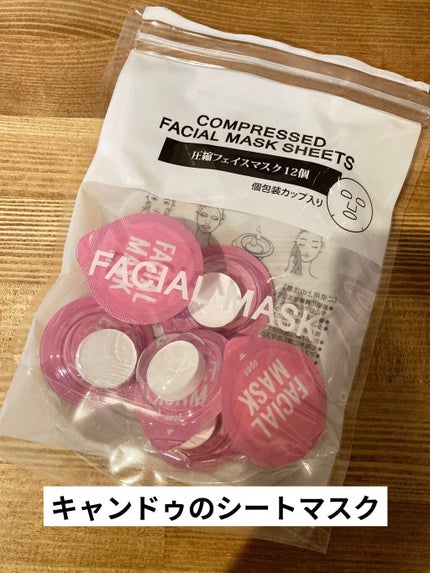 COMPRESSED
FACIAL MASK SHEETS
圧縮フェイスマスク12個
個包装カップ入り
FACIAL MASK
FACIAL
MASK
FACIAL
MASK
open
キャンドゥのシートマスク